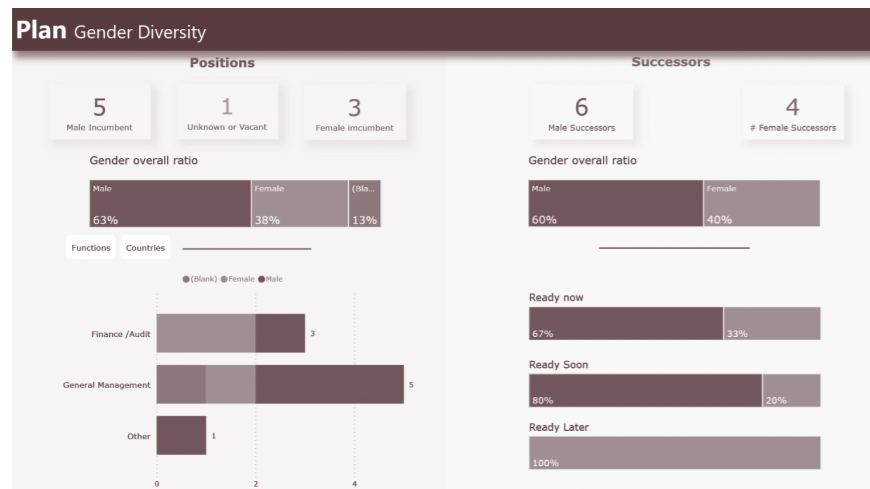 Plan Gender Diversity
Positions
5
Male Incumbent
1
Unknown or Vacant
3
Female imcumbent
Gender overall ratio
Male
63%
Female
38%
(Bla...
13%
Functions
Countries
(Blank) Female Male
Finance /Audit
3
General Management
5
Other
1
0 2 4
Successors
6
Male Successors
4
# Female Successors
Gender overall ratio
Male
60%
Female
40%
Ready now
67%
33%
Ready Soon
80%
20%
Ready Later
100%